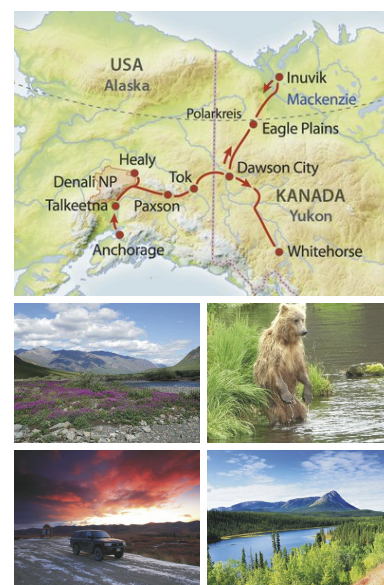 USA
Alaska
Inuvik
Mackenzie
Polarkreis
Eagle Plains
Healy
Denali NP
Tok
Dawson City
Talkeetna
Paxson
KANADA
Yukon
Anchorage
Whitehorse